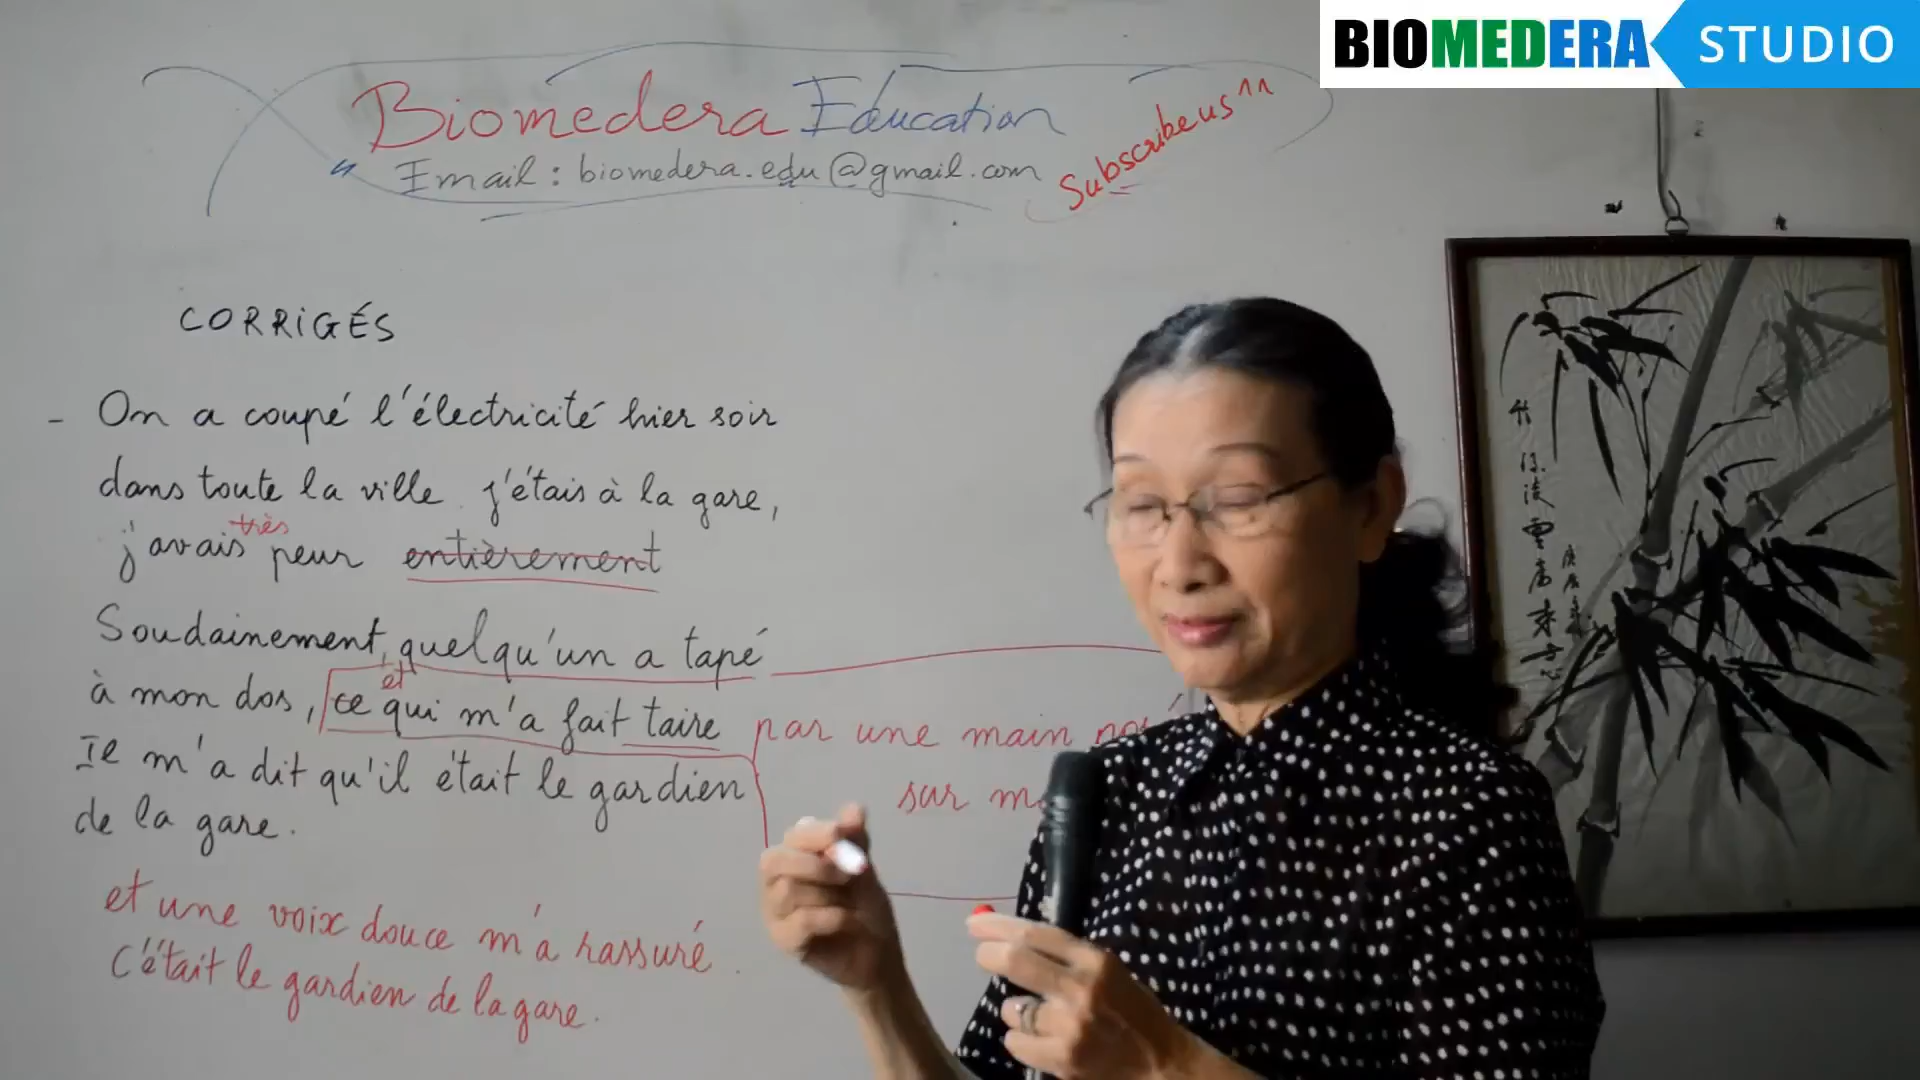 BIOMEDERA STUDIO
Biomedera Education
Email : biomedera.edu@gmail.com
Subscribe us ^^
CORRIGÉS
- On a coupé l'électricité hier soir
dans toute la ville j'étais à la gare,
très
j'avais peur entièrement
Soudainement, quelqu'un a tapé
à mon dos, ce qui m'a fait taire
et
par une main
sur
Ie m'a dit qu'il était le gardien
de la gare.
et une voix douce m'a rassuré.
C'était le gardien de la gare.